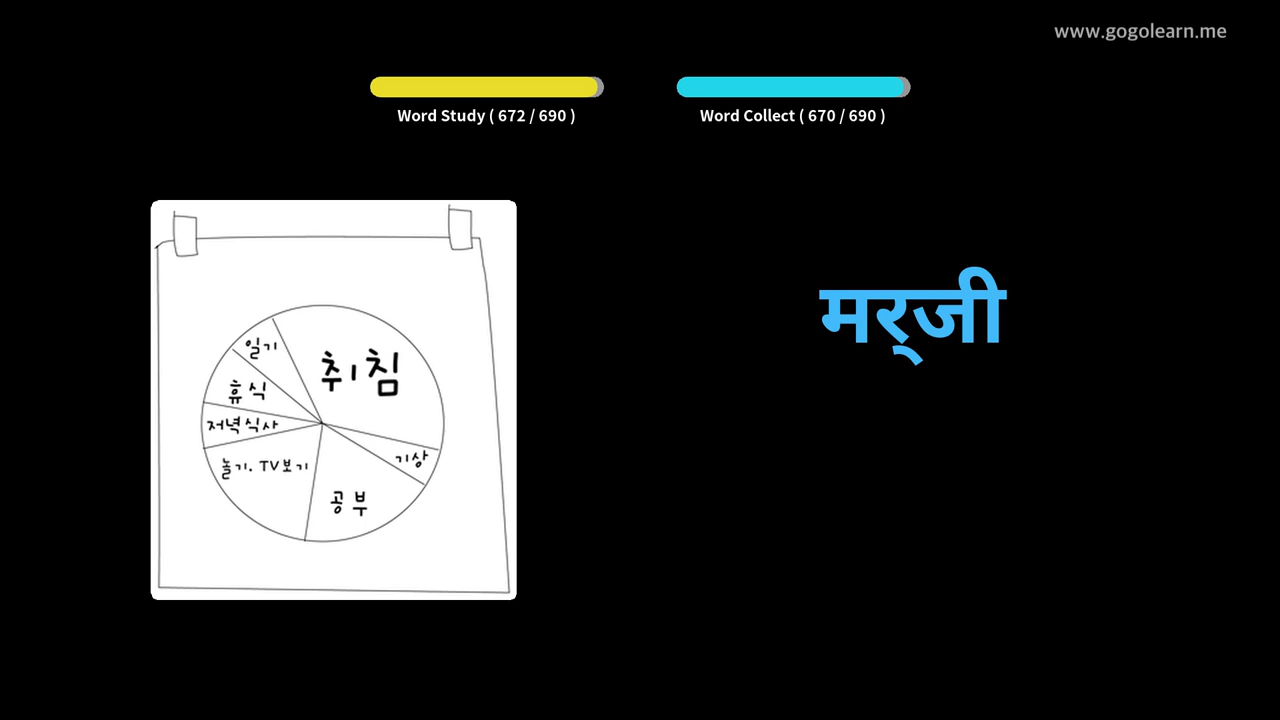 www.gogolearn.me
Word Study ( 672 / 690 )
Word Collect ( 670 / 690 )
일기
취침
휴식
저녁식사
놀기. TV보기
기상
공부
मर्‌जी